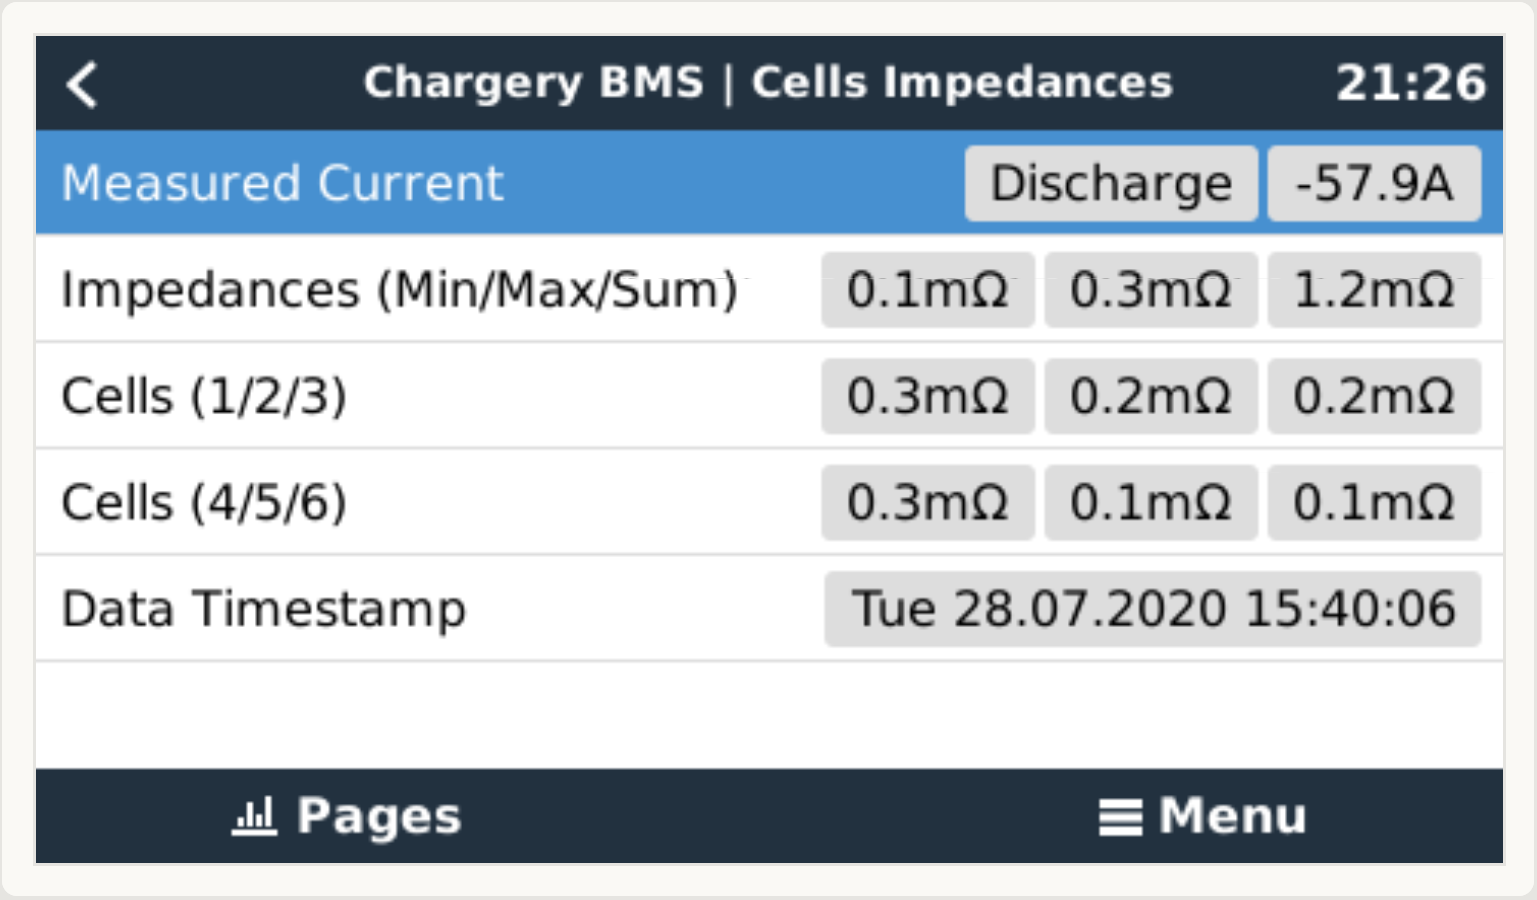 Chargery BMS | Cells Impedances 21:26
Measured Current Discharge -57.9A
Impedances (Min/Max/Sum) 0.1mΩ 0.3mΩ 1.2mΩ
Cells (1/2/3) 0.3mΩ 0.2mΩ 0.2mΩ
Cells (4/5/6) 0.3mΩ 0.1mΩ 0.1mΩ
Data Timestamp Tue 28.07.2020 15:40:06
Pages Menu